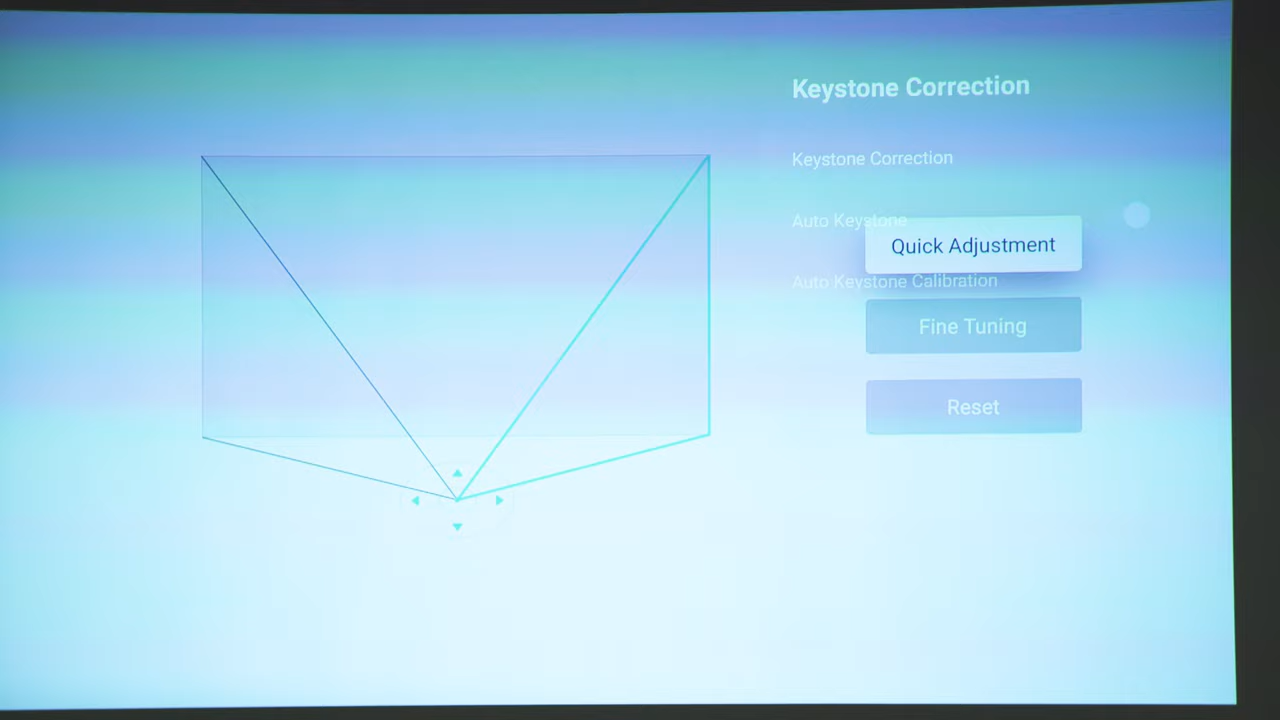 Keystone Correction
Keystone Correction
Auto Keystone
Quick Adjustment
Auto Keystone Calibration
Fine Tuning
Reset